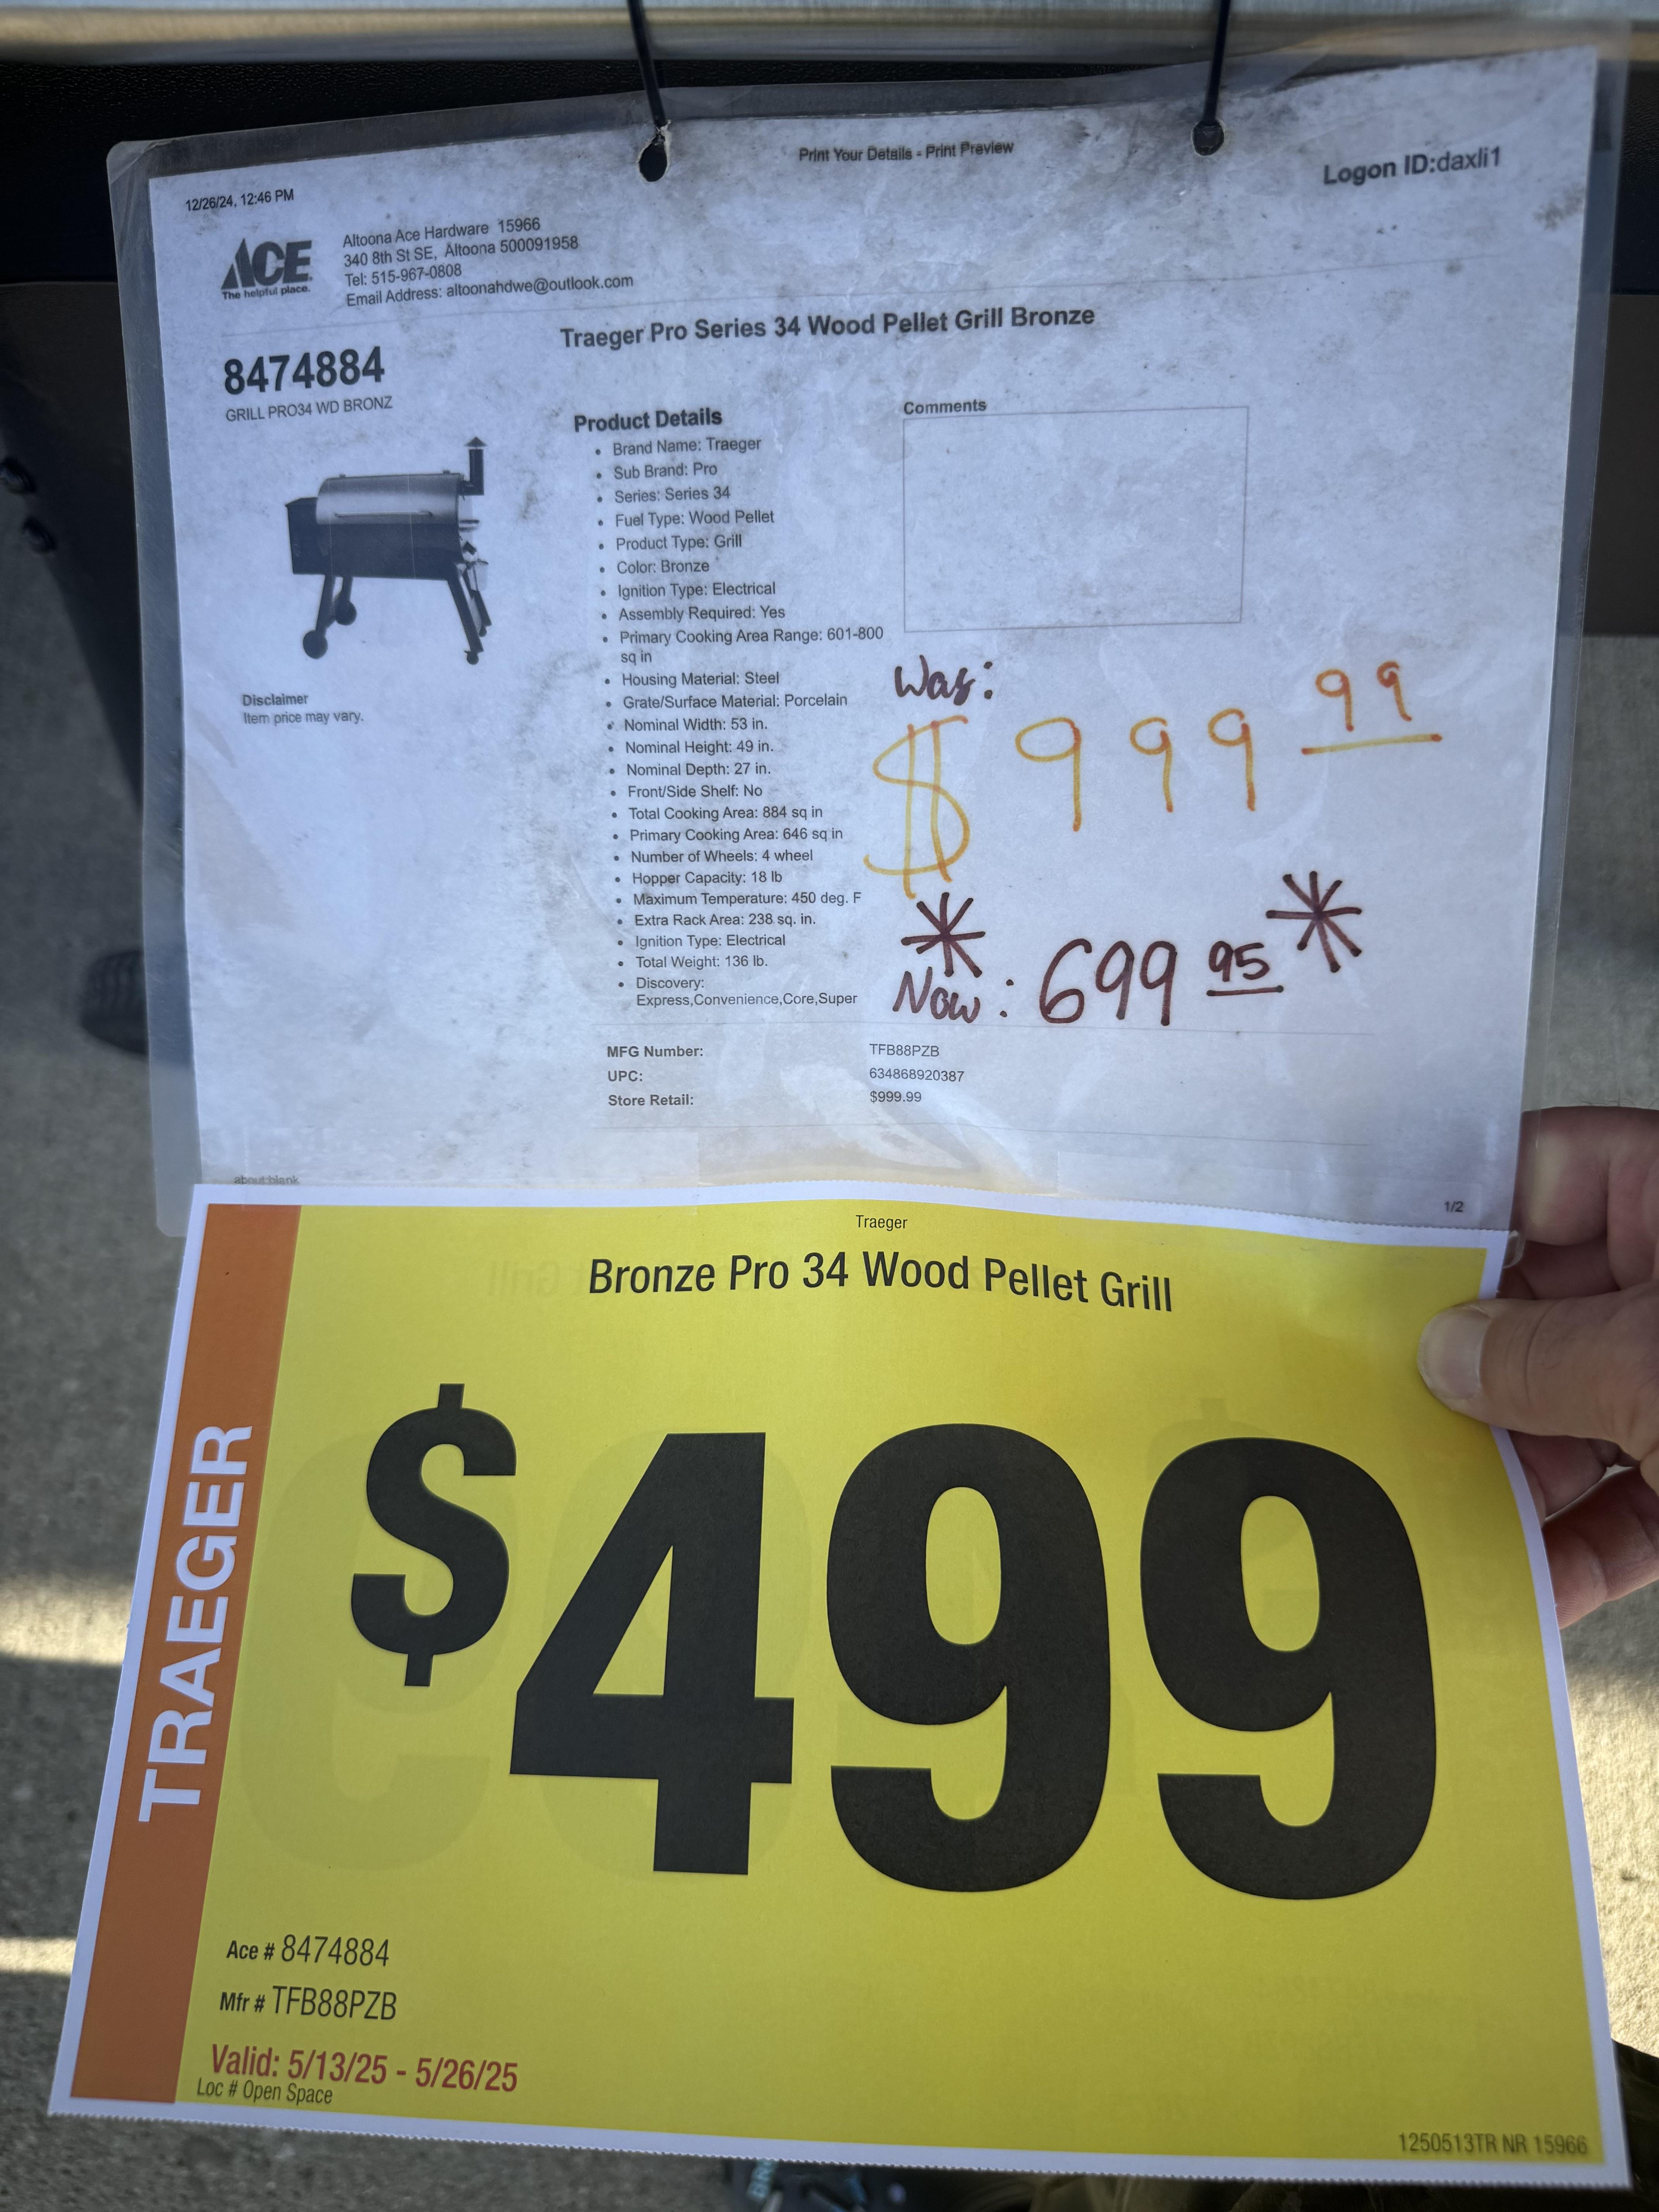 Print Your Details - Print Preview
Logon ID:daxli1
12/26/24, 12:46 PM
ACE
The helpful place.
Altoona Ace Hardware 15966
340 8th St SE, Altoona 500091958
Tel: 515-967-0808
Email Address: altoonahdwe@outlook.com
Traeger Pro Series 34 Wood Pellet Grill Bronze
8474884
GRILL PRO34 WD BRONZ
Disclaimer
Item price may vary.
Product Details
• Brand Name: Traeger
• Sub Brand: Pro
• Series: Series 34
• Fuel Type: Wood Pellet
• Product Type: Grill
• Color: Bronze
• Ignition Type: Electrical
• Assembly Required: Yes
• Primary Cooking Area Range: 601-800
sq in
• Housing Material: Steel
• Grate/Surface Material: Porcelain
• Nominal Width: 53 in.
• Nominal Height: 49 in.
• Nominal Depth: 27 in.
• Front/Side Shelf: No
• Total Cooking Area: 884 sq in
• Primary Cooking Area: 646 sq in
• Number of Wheels: 4 wheel
• Hopper Capacity: 18 lb
• Maximum Temperature: 450 deg. F
• Extra Rack Area: 238 sq. in.
• Ignition Type: Electrical
• Total Weight: 136 lb.
• Discovery:
Express,Convenience,Core,Super
Comments
Was:
$999 99
* Now: 699 95 *
MFG Number: TFB88PZB
UPC: 634868920387
Store Retail: $999.99
about:blank
1/2
TRAEGER
Traeger
Bronze Pro 34 Wood Pellet Grill
$499
Ace # 8474884
Mfr # TFB88PZB
Valid: 5/13/25 - 5/26/25
Loc # Open Space
1250513TR NR 15966